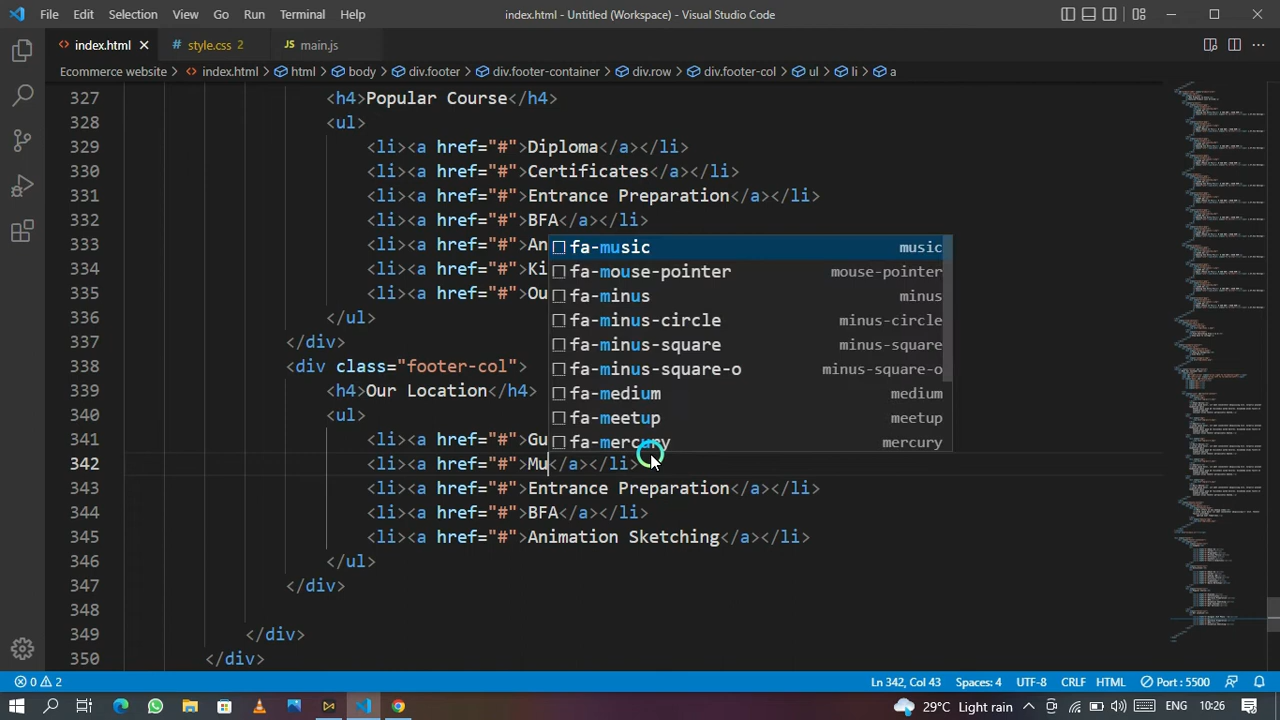 File Edit Selection View Go Run Terminal Help index.html - Untitled (Workspace) - Visual Studio Code
index.html style.css 2 main.js
Ecommerce website > index.html > html > body > div.footer > div.footer-container > div.row > div.footer-col > ul > li > a
327 <h4>Popular Course</h4>
328 <ul>
329 <li><a href="#">Diploma</a></li>
330 <li><a href="#">Certificates</a></li>
331 <li><a href="#">Entrance Preparation</a></li>
332 <li><a href="#">BFA</a></li>
333 <li><a href="#">An
fa-music music
334 <li><a href="#">Ki
fa-mouse-pointer mouse-pointer
335 <li><a href="#">Ou
fa-minus minus
336 </ul>
fa-minus-circle minus-circle
337 </div>
fa-minus-square minus-square
338 <div class="footer-col">
fa-minus-square-o minus-square-o
339 <h4>Our Location</h4>
fa-medium medium
340 <ul>
fa-meetup meetup
341 <li><a href="#">Gu
fa-mercury mercury
342 <li><a href="#">Mu</a></li>
343 <li><a href="#">Entrance Preparation</a></li>
344 <li><a href="#">BFA</a></li>
345 <li><a href="#">Animation Sketching</a></li>
346 </ul>
347 </div>
348
349 </div>
350 </div>
0 2 Ln 342, Col 43 Spaces: 4 UTF-8 CRLF HTML Port : 5500
29°C Light rain ENG 10:26